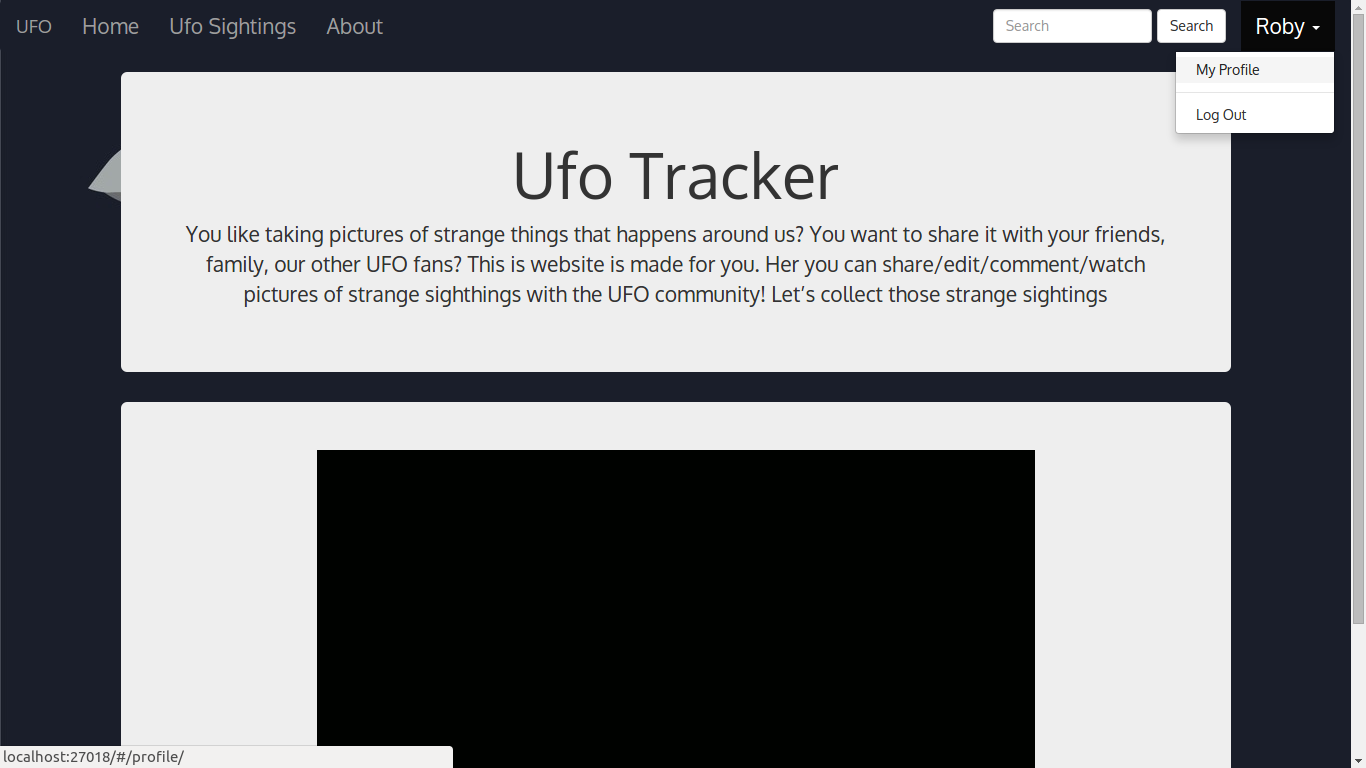 UFO Home Ufo Sightings About Search Search Roby
My Profile
Log Out
Ufo Tracker
You like taking pictures of strange things that happens around us? You want to share it with your friends,
family, our other UFO fans? This is website is made for you. Her you can share/edit/comment/watch
pictures of strange sighthings with the UFO community! Let’s collect those strange sightings
localhost:27018/#/profile/